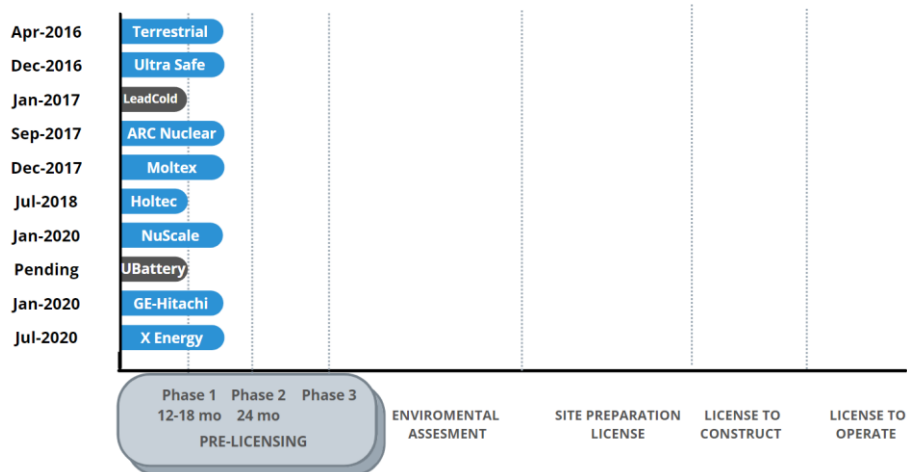 Apr-2016 Terrestrial
Dec-2016 Ultra Safe
Jan-2017 LeadCold
Sep-2017 ARC Nuclear
Dec-2017 Moltex
Jul-2018 Holtec
Jan-2020 NuScale
Pending UBattery
Jan-2020 GE-Hitachi
Jul-2020 X Energy
Phase 1 Phase 2 Phase 3
12-18 mo 24 mo
PRE-LICENSING
ENVIROMENTAL
ASSESMENT
SITE PREPARATION
LICENSE
LICENSE TO
CONSTRUCT
LICENSE TO
OPERATE